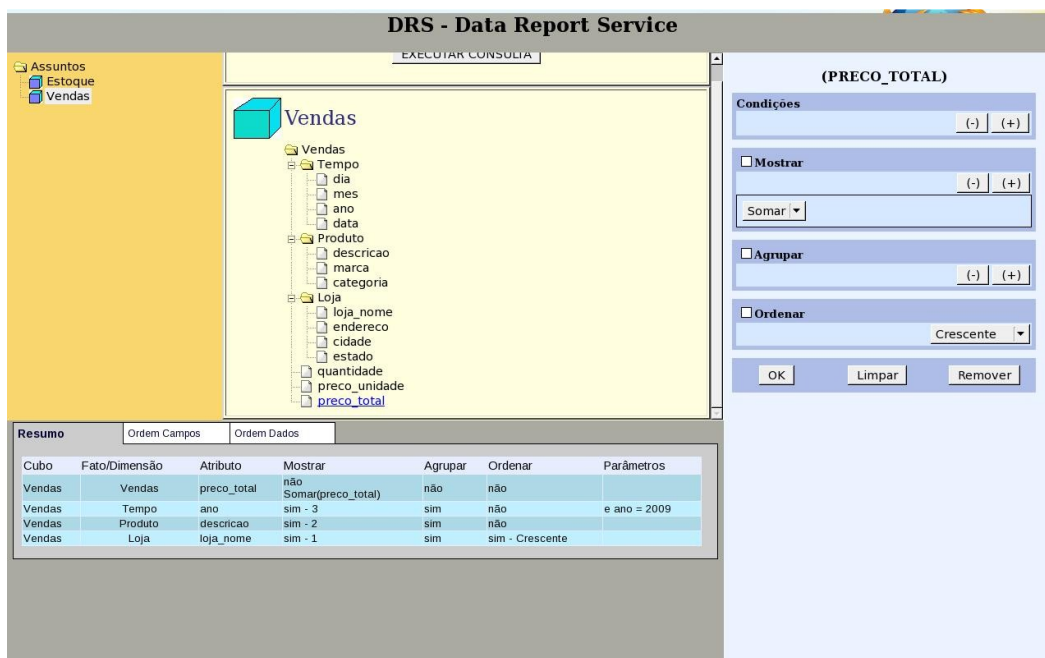 DRS - Data Report Service
Assuntos
Estoque
Vendas
EXECUTAR CONSULTA
Vendas
Vendas
Tempo
dia
mes
ano
data
Produto
descricao
marca
categoria
Loja
loja_nome
endereco
cidade
estado
quantidade
preco_unidade
preco_total
(PRECO_TOTAL)
Condições
(-) (+)
Mostrar
(-) (+)
Somar
Agrupar
(-) (+)
Ordenar
Crescente
OK Limpar Remover
Resumo Ordem Campos Ordem Dados
Cubo Fato/Dimensão Atributo Mostrar Agrupar Ordenar Parâmetros
Vendas Vendas preco_total não Somar(preco_total) não não
Vendas Tempo ano sim - 3 sim não e ano = 2009
Vendas Produto descricao sim - 2 sim não
Vendas Loja loja_nome sim - 1 sim sim - Crescente